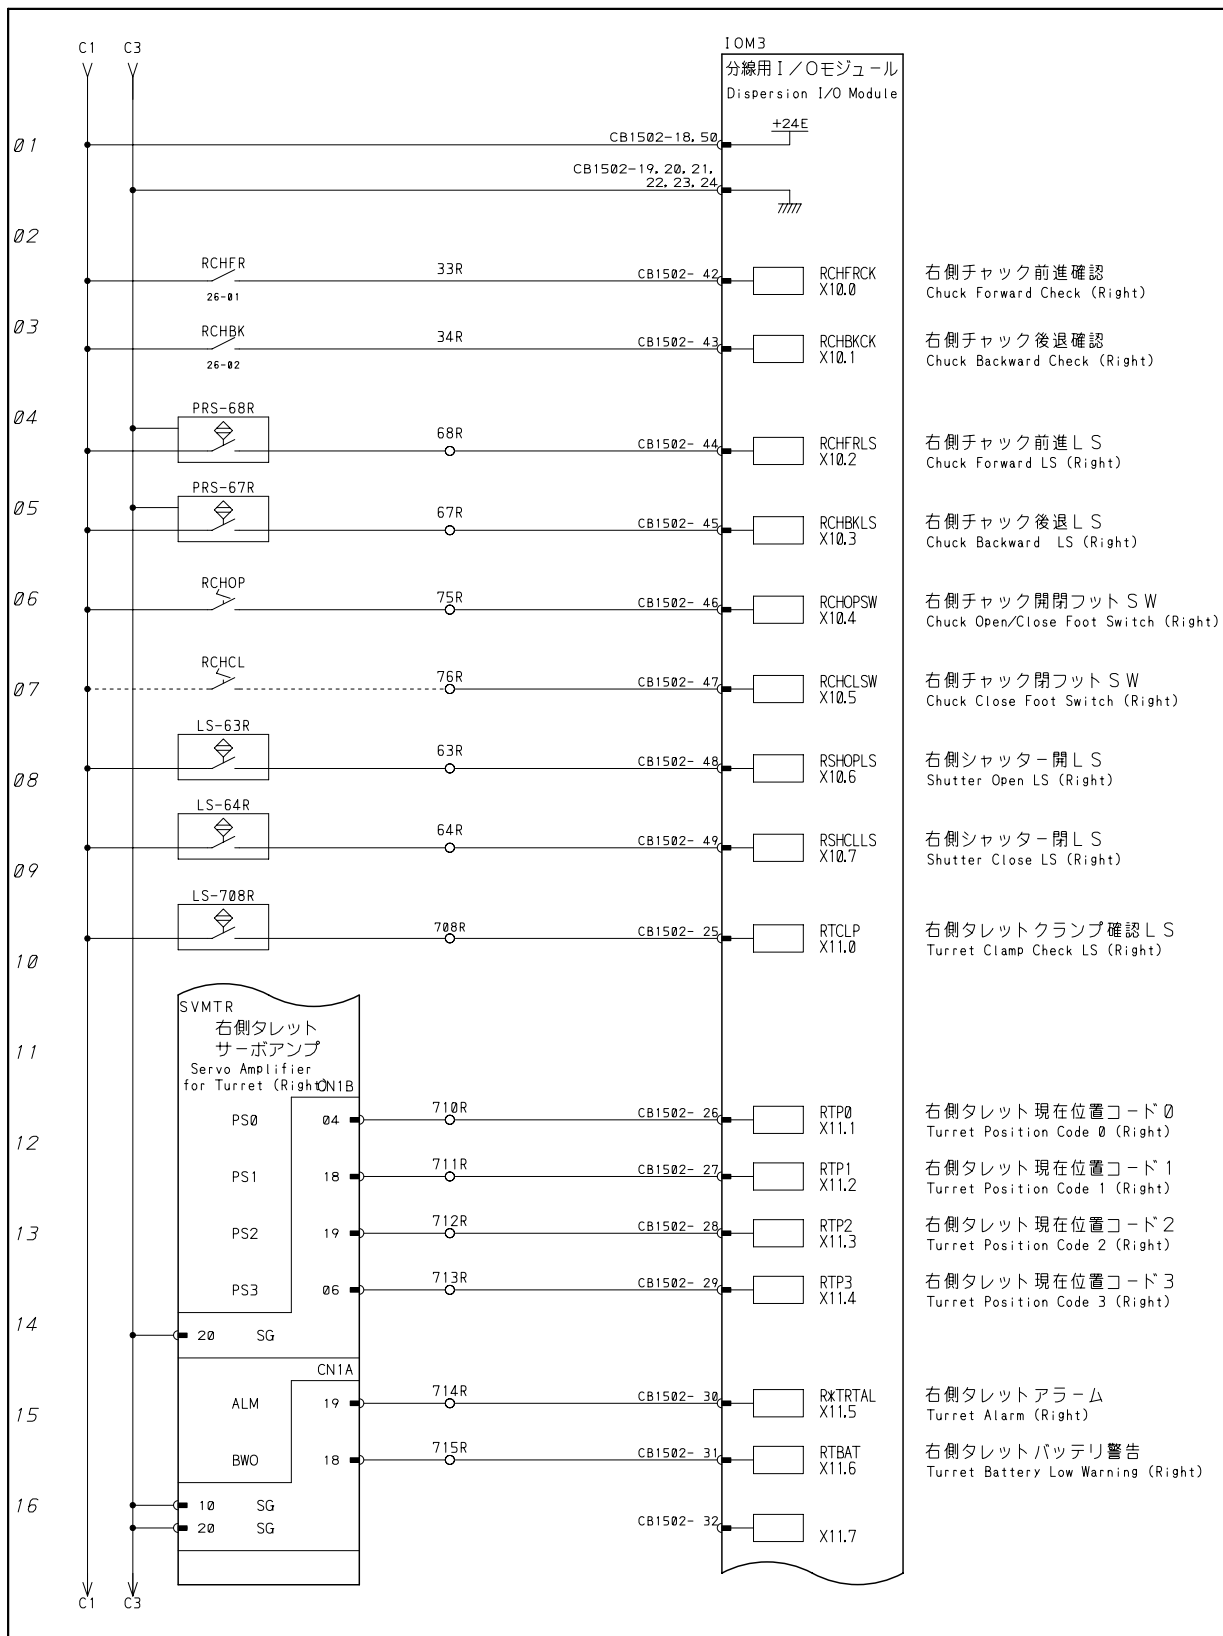 C1 C3
IOM3
分線用I/Oモジュール
Dispersion I/O Module
+24E
01
CB1502-18,50
CB1502-19,20,21,
22,23,24
02
RCHFR 33R CB1502- 42 RCHFRCK 右側チャック前進確認
26-01 X10.0 Chuck Forward Check (Right)
03
RCHBK 34R CB1502- 43 RCHBKCK 右側チャック後退確認
26-02 X10.1 Chuck Backward Check (Right)
04
PRS-68R
68R CB1502- 44 RCHFRLS 右側チャック前進LS
X10.2 Chuck Forward LS (Right)
05
PRS-67R
67R CB1502- 45 RCHBKLS 右側チャック後退LS
X10.3 Chuck Backward LS (Right)
06
RCHOP
75R CB1502- 46 RCHOPSW 右側チャック開閉フットSW
X10.4 Chuck Open/Close Foot Switch (Right)
07
RCHCL
76R CB1502- 47 RCHCLSW 右側チャック閉フットSW
X10.5 Chuck Close Foot Switch (Right)
LS-63R
63R CB1502- 48 RSHOPLS 右側シャッター開LS
08
X10.6 Shutter Open LS (Right)
LS-64R
64R CB1502- 49 RSHCLLS 右側シャッター閉LS
X10.7 Shutter Close LS (Right)
09
LS-708R
708R CB1502- 25 RTCLP 右側タレットクランプ確認LS
X11.0 Turret Clamp Check LS (Right)
10
SVMTR
右側タレット
サーボアンプ
11
Servo Amplifier
for Turret (Right)
CN1B
PS0 04 710R CB1502- 26 RTP0 右側タレット現在位置コード0
X11.1 Turret Position Code 0 (Right)
12
PS1 18 711R CB1502- 27 RTP1 右側タレット現在位置コード1
X11.2 Turret Position Code 1 (Right)
13
PS2 19 712R CB1502- 28 RTP2 右側タレット現在位置コード2
X11.3 Turret Position Code 2 (Right)
PS3 06 713R CB1502- 29 RTP3 右側タレット現在位置コード3
X11.4 Turret Position Code 3 (Right)
14
20 SG
CN1A
ALM 19 714R CB1502- 30 R*TRTAL 右側タレットアラーム
X11.5 Turret Alarm (Right)
15
BWO 18 715R CB1502- 31 RTBAT 右側タレットバッテリ警告
X11.6 Turret Battery Low Warning (Right)
16
10 SG
20 SG
CB1502- 32
X11.7
C1 C3